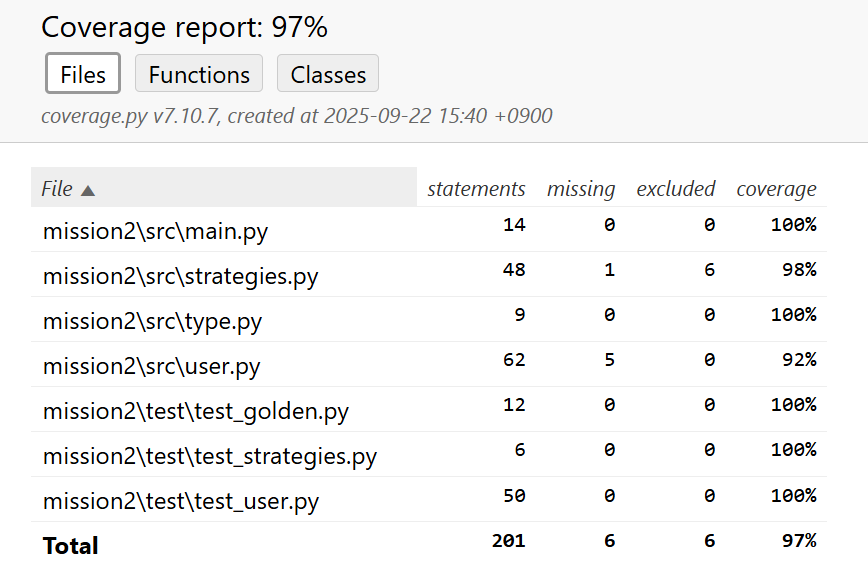 Coverage report: 97%
Files Functions Classes
coverage.py v7.10.7, created at 2025-09-22 15:40 +0900
File ▲ statements missing excluded coverage
mission2\src\main.py 14 0 0 100%
mission2\src\strategies.py 48 1 6 98%
mission2\src\type.py 9 0 0 100%
mission2\src\user.py 62 5 0 92%
mission2\test\test_golden.py 12 0 0 100%
mission2\test\test_strategies.py 6 0 0 100%
mission2\test\test_user.py 50 0 0 100%
Total 201 6 6 97%